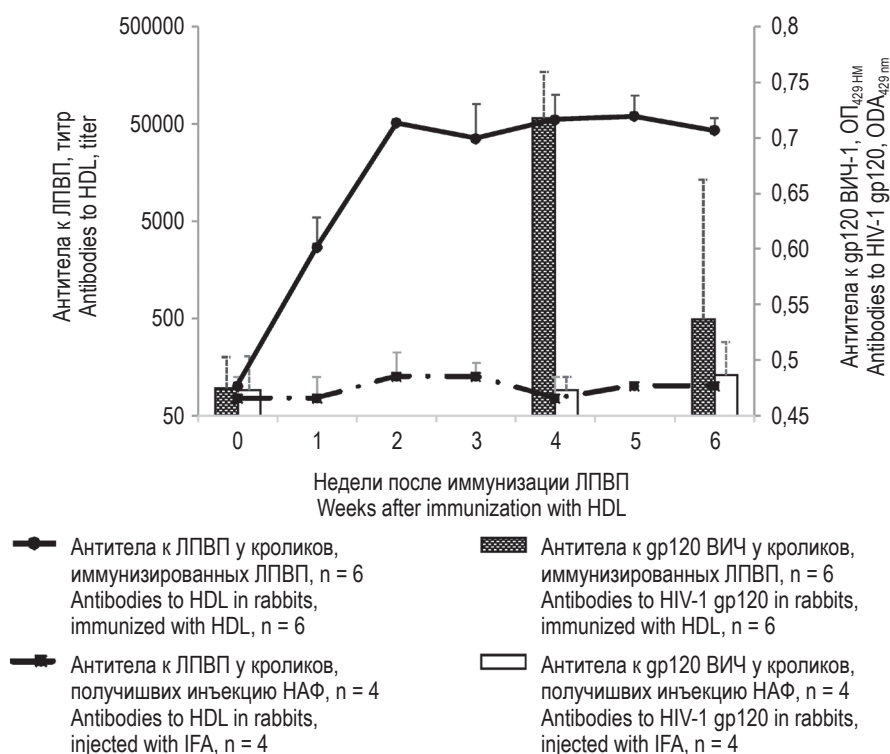 500000
50000
5000
500
50
Антитела к ЛПВП, титр
Antibodies to HDL, titer
0,8
0,75
0,7
0,65
0,60
0,55
0,5
0,45
Антитела к gp120 ВИЧ-1, ОП429 НМ
Antibodies to HIV-1 gp120, ODA429 nm
0 1 2 3 4 5 6
Недели после иммунизации ЛПВП
Weeks after immunization with HDL
Антитела к ЛПВП у кроликов,
иммунизированных ЛПВП, n = 6
Antibodies to HDL in rabbits,
immunized with HDL, n = 6
Антитела к gp120 ВИЧ у кроликов,
иммунизированных ЛПВП, n = 6
Antibodies to HIV-1 gp120 in rabbits,
immunized with HDL, n = 6
Антитела к ЛПВП у кроликов,
получишвих инъекцию НАФ, n = 4
Antibodies to HDL in rabbits,
injected with IFA, n = 4
Антитела к gp120 ВИЧ у кроликов,
получишвих инъекцию НАФ, n = 4
Antibodies to HIV-1 gp120 in rabbits,
injected with IFA, n = 4